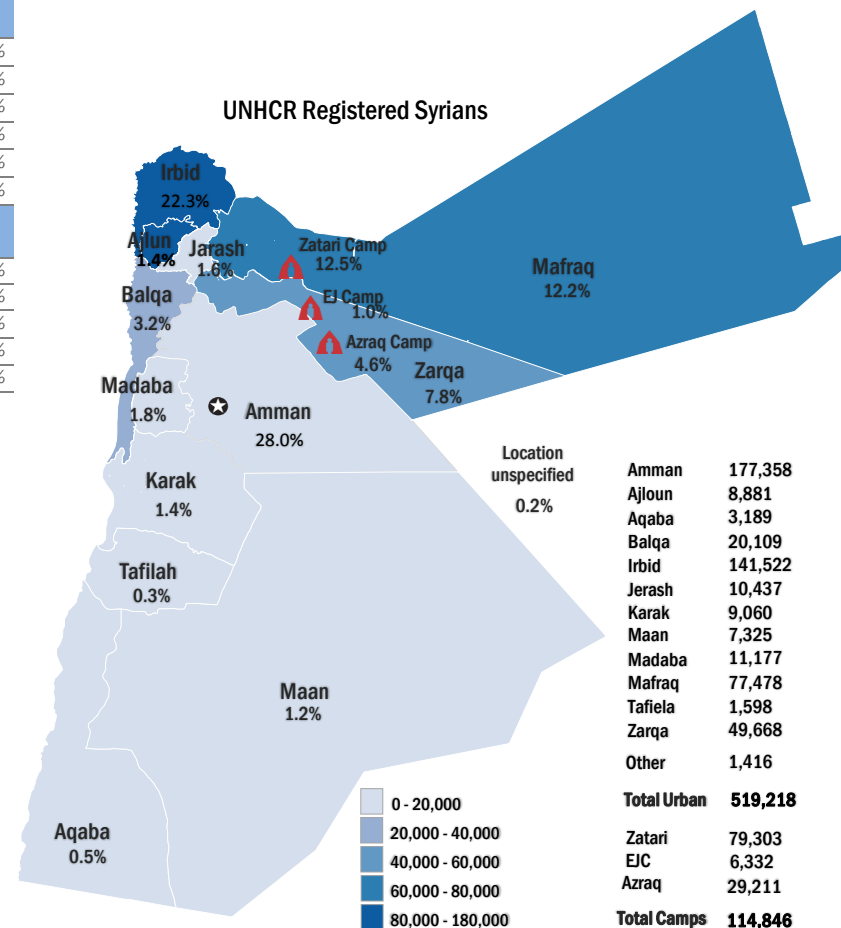 %
%
%
%
%
%
%
%
%
%
%
UNHCR Registered Syrians
Irbid
22.3%
Ajlun
1.4%
Jarash
1.6%
Zatari Camp
12.5%
Mafraq
12.2%
Balqa
3.2%
EJ Camp
1.0%
Azraq Camp
4.6%
Zarqa
7.8%
Madaba
1.8%
Amman
28.0%
Karak
1.4%
Location
unspecified
0.2%
Tafilah
0.3%
Maan
1.2%
Aqaba
0.5%
0 - 20,000
20,000 - 40,000
40,000 - 60,000
60,000 - 80,000
80,000 - 180,000
Amman 177,358
Ajloun 8,881
Aqaba 3,189
Balqa 20,109
Irbid 141,522
Jerash 10,437
Karak 9,060
Maan 7,325
Madaba 11,177
Mafraq 77,478
Tafiela 1,598
Zarqa 49,668
Other 1,416
Total Urban 519,218
Zatari 79,303
EJC 6,332
Azraq 29,211
Total Camps 114,846